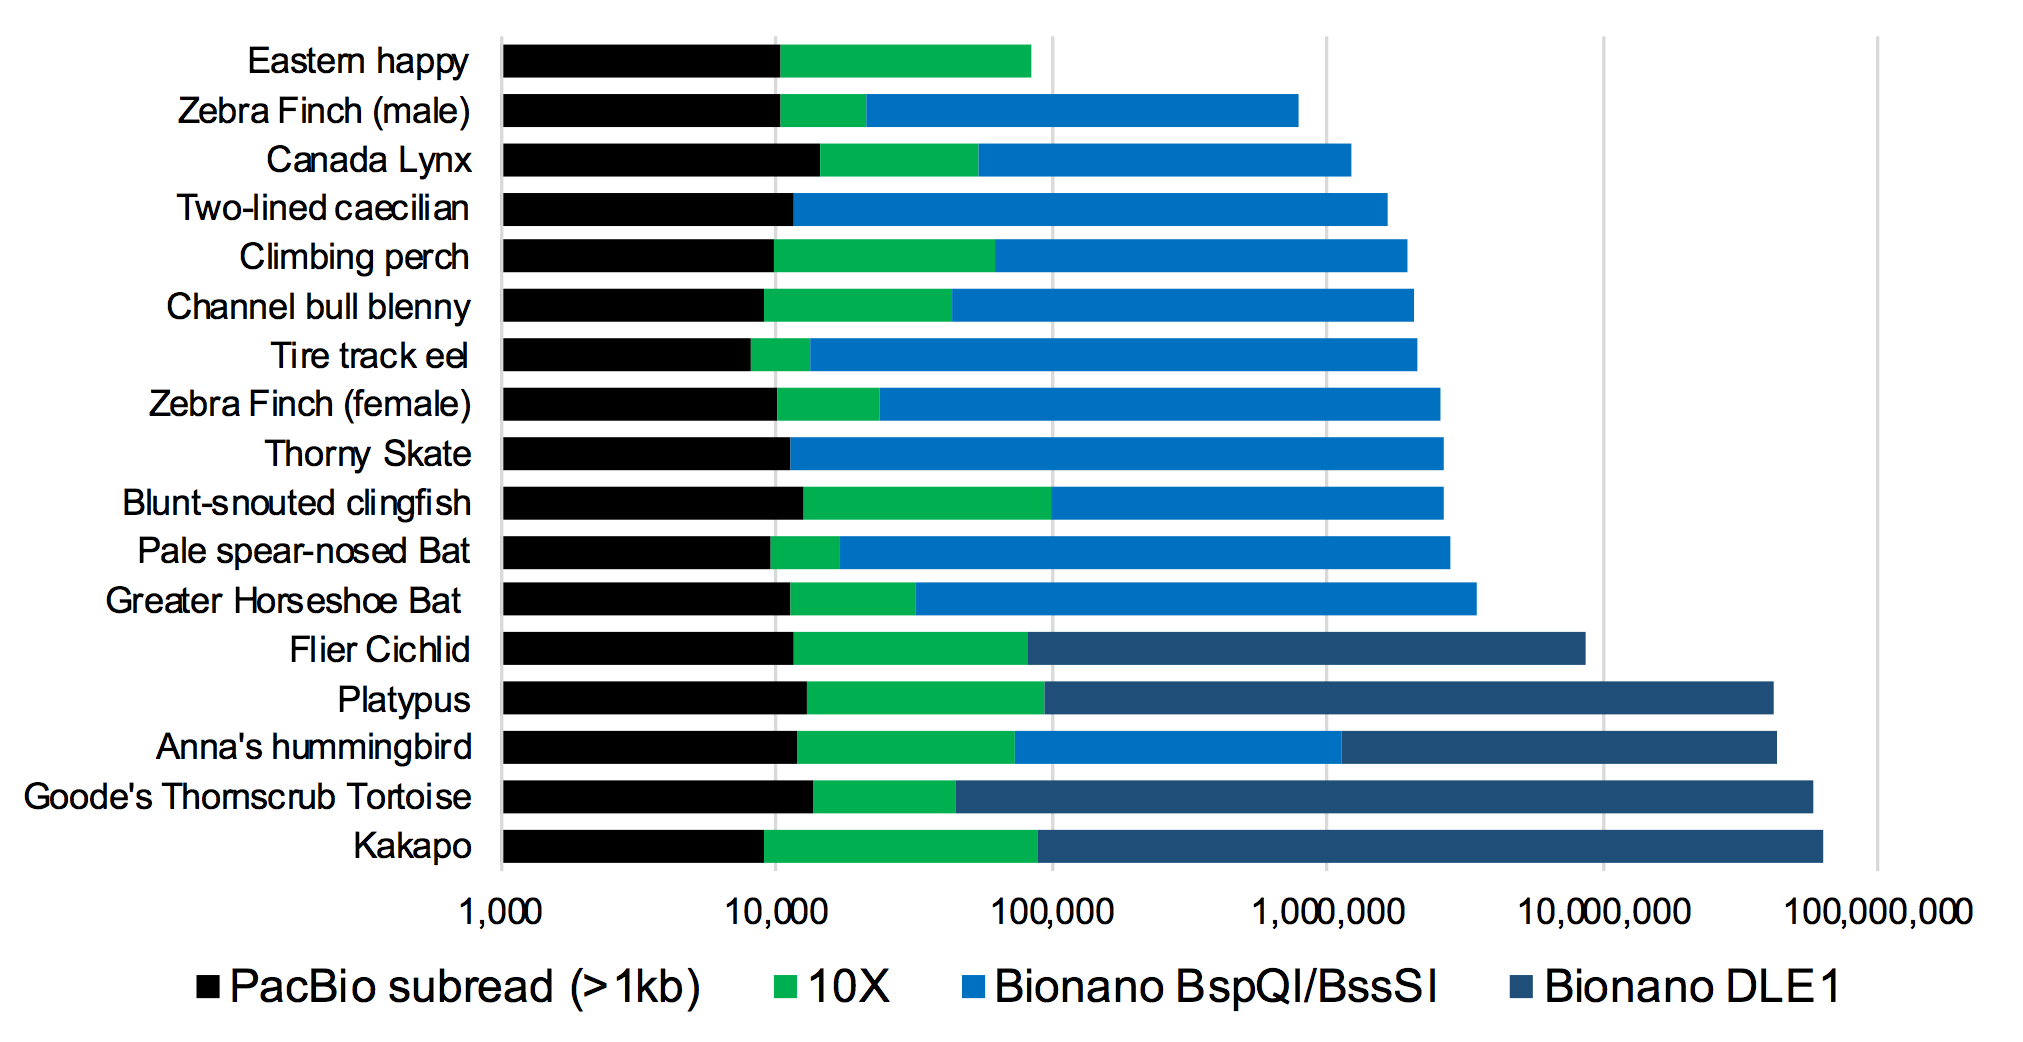 Eastern happy
Zebra Finch (male)
Canada Lynx
Two-lined caecilian
Climbing perch
Channel bull blenny
Tire track eel
Zebra Finch (female)
Thorny Skate
Blunt-snouted clingfish
Pale spear-nosed Bat
Greater Horseshoe Bat
Flier Cichlid
Platypus
Anna's hummingbird
Goode's Thornscrub Tortoise
Kakapo
1,000 10,000 100,000 1,000,000 10,000,000 100,000,000
PacBio subread (>1kb) 10X Bionano BspQI/BssSI Bionano DLE1